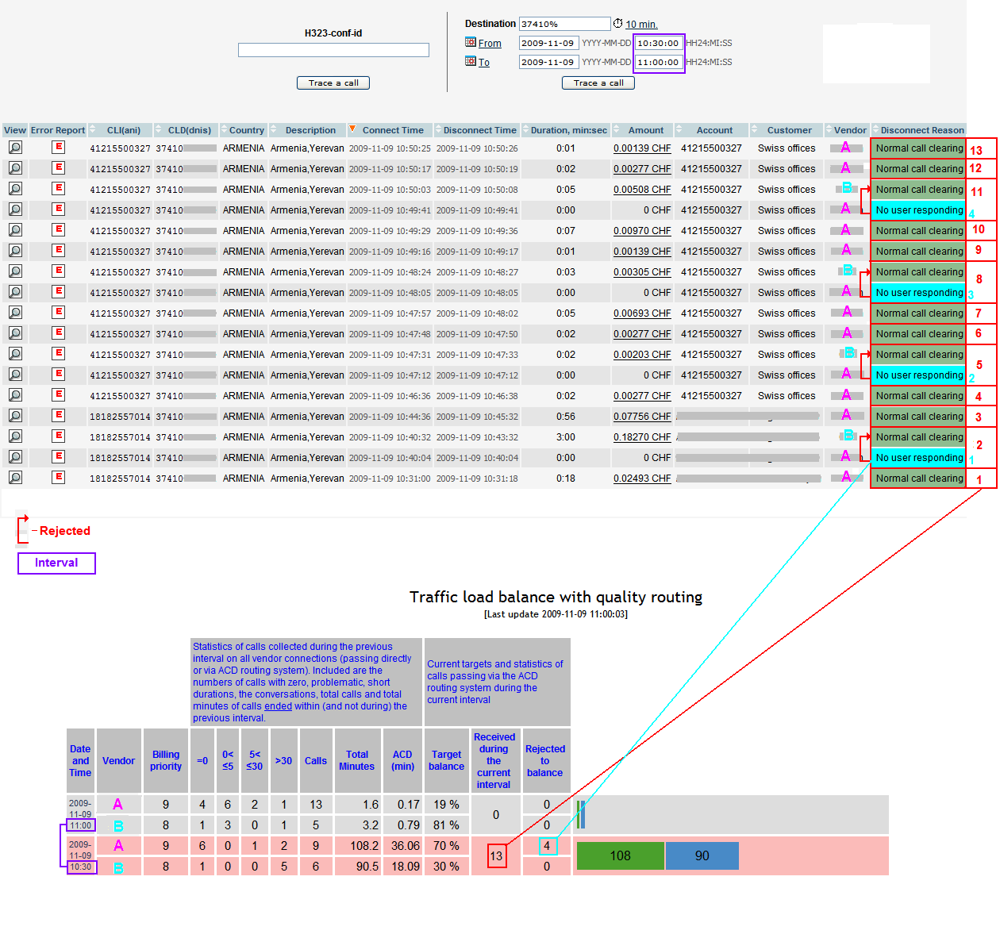 H323-conf-id
Trace a call
Destination 37410% 10 min.
From 2009-11-09 YYYY-MM-DD 10:30:00 HH24:MI:SS
To 2009-11-09 YYYY-MM-DD 11:00:00 HH24:MI:SS
Trace a call
View Error Report CLI(ani) CLD(dnis) Country Description Connect Time Disconnect Time Duration, min:sec Amount Account Customer Vendor Disconnect Reason
E 41215500327 37410 ARMENIA Armenia,Yerevan 2009-11-09 10:50:25 2009-11-09 10:50:26 0:01 0.00139 CHF 41215500327 Swiss offices A Normal call clearing 13
E 41215500327 37410 ARMENIA Armenia,Yerevan 2009-11-09 10:50:17 2009-11-09 10:50:19 0:02 0.00277 CHF 41215500327 Swiss offices A Normal call clearing 12
E 41215500327 37410 ARMENIA Armenia,Yerevan 2009-11-09 10:50:03 2009-11-09 10:50:08 0:05 0.00508 CHF 41215500327 Swiss offices B Normal call clearing 11
E 41215500327 37410 ARMENIA Armenia,Yerevan 2009-11-09 10:49:41 2009-11-09 10:49:41 0:00 0 CHF 41215500327 Swiss offices A No user responding 4
E 41215500327 37410 ARMENIA Armenia,Yerevan 2009-11-09 10:49:29 2009-11-09 10:49:36 0:07 0.00970 CHF 41215500327 Swiss offices A Normal call clearing 10
E 41215500327 37410 ARMENIA Armenia,Yerevan 2009-11-09 10:49:16 2009-11-09 10:49:17 0:01 0.00139 CHF 41215500327 Swiss offices A Normal call clearing 9
E 41215500327 37410 ARMENIA Armenia,Yerevan 2009-11-09 10:48:24 2009-11-09 10:48:27 0:03 0.00305 CHF 41215500327 Swiss offices B Normal call clearing 8
E 41215500327 37410 ARMENIA Armenia,Yerevan 2009-11-09 10:48:05 2009-11-09 10:48:05 0:00 0 CHF 41215500327 Swiss offices A No user responding 3
E 41215500327 37410 ARMENIA Armenia,Yerevan 2009-11-09 10:47:57 2009-11-09 10:48:02 0:05 0.00693 CHF 41215500327 Swiss offices A Normal call clearing 7
E 41215500327 37410 ARMENIA Armenia,Yerevan 2009-11-09 10:47:48 2009-11-09 10:47:50 0:02 0.00277 CHF 41215500327 Swiss offices A Normal call clearing 6
E 41215500327 37410 ARMENIA Armenia,Yerevan 2009-11-09 10:47:31 2009-11-09 10:47:33 0:02 0.00203 CHF 41215500327 Swiss offices B Normal call clearing 5
E 41215500327 37410 ARMENIA Armenia,Yerevan 2009-11-09 10:47:12 2009-11-09 10:47:12 0:00 0 CHF 41215500327 Swiss offices A No user responding 2
E 41215500327 37410 ARMENIA Armenia,Yerevan 2009-11-09 10:46:36 2009-11-09 10:46:38 0:02 0.00277 CHF 41215500327 Swiss offices A Normal call clearing 4
E 18182557014 37410 ARMENIA Armenia,Yerevan 2009-11-09 10:44:36 2009-11-09 10:45:32 0:56 0.07756 CHF A Normal call clearing 3
E 18182557014 37410 ARMENIA Armenia,Yerevan 2009-11-09 10:40:32 2009-11-09 10:43:32 3:00 0.18270 CHF B Normal call clearing 2
E 18182557014 37410 ARMENIA Armenia,Yerevan 2009-11-09 10:40:04 2009-11-09 10:40:04 0:00 0 CHF A No user responding 1
E 18182557014 37410 ARMENIA Armenia,Yerevan 2009-11-09 10:31:00 2009-11-09 10:31:18 0:18 0.02493 CHF A Normal call clearing 1
– Rejected
Interval
Traffic load balance with quality routing
[Last update 2009-11-09 11:00:03]
Statistics of calls collected during the previous
interval on all vendor connections (passing directly
or via ACD routing system). Included are the
numbers of calls with zero, problematic, short
durations, the conversations, total calls and total
minutes of calls ended within (and not during) the
previous interval.
Current targets and statistics of
calls passing via the ACD
routing system during the
current interval
Date and Time Vendor Billing priority =0 0< ≤5 5< ≤30 >30 Calls Total Minutes ACD (min) Target balance Received during the current interval Rejected to balance
2009-11-09 11:00 A 9 4 6 2 1 13 1.6 0.17 19 % 0 0
B 8 1 3 0 1 5 3.2 0.79 81 % 0
2009-11-09 10:30 A 9 6 0 1 2 9 108.2 36.06 70 % 13 4 108 90
B 8 1 0 0 5 6 90.5 18.09 30 % 0